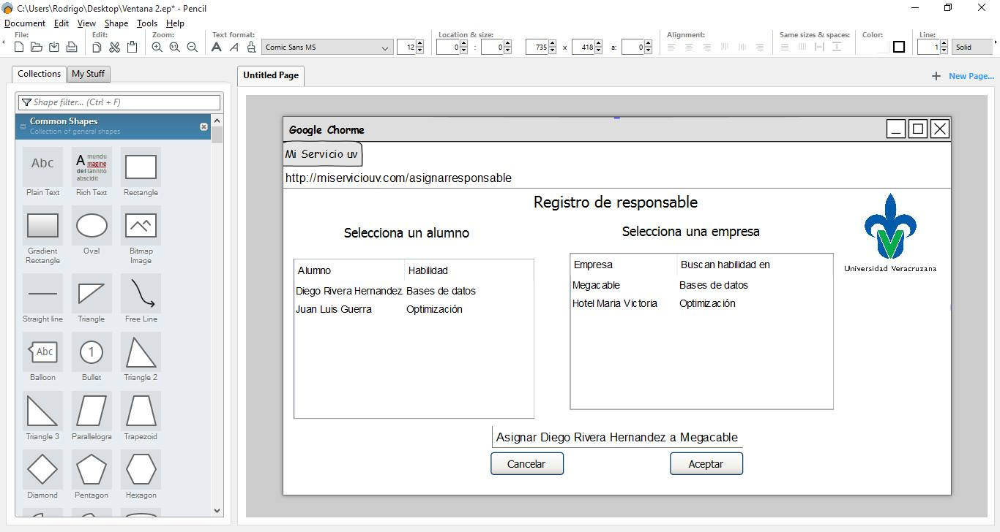 C:\Users\Rodrigo\Desktop\Ventana 2.ep* - Pencil
Document Edit View Shape Tools Help
File: Edit: Zoom: Text format: Location & size: Alignment: Same sizes & spaces: Color: Line:
Comic Sans MS 12 0 : 0 735 x 418 a: 0 1 Solid
Collections My Stuff
Untitled Page
New Page...
Shape filter... (Ctrl + F)
Common Shapes
Collection of general shapes
Abc
A mundu
magine
del tannito
abscidit
Plain Text Rich Text Rectangle
Gradient Rectangle Oval Bitmap Image
Straight line Triangle Free Line
Abc 1
Balloon Bullet Triangle 2
Triangle 3 Parallelogra Trapezoid
Diamond Pentagon Hexagon
Google Chorme
Mi Servicio uv
http://miserviciouv.com/asignarresponsable
Registro de responsable
Universidad Veracruzana
Selecciona un alumno
Alumno Habilidad
Diego Rivera Hernandez Bases de datos
Juan Luis Guerra Optimización
Selecciona una empresa
Empresa Buscan habilidad en
Megacable Bases de datos
Hotel Maria Victoria Optimización
Asignar Diego Rivera Hernandez a Megacable
Cancelar Aceptar